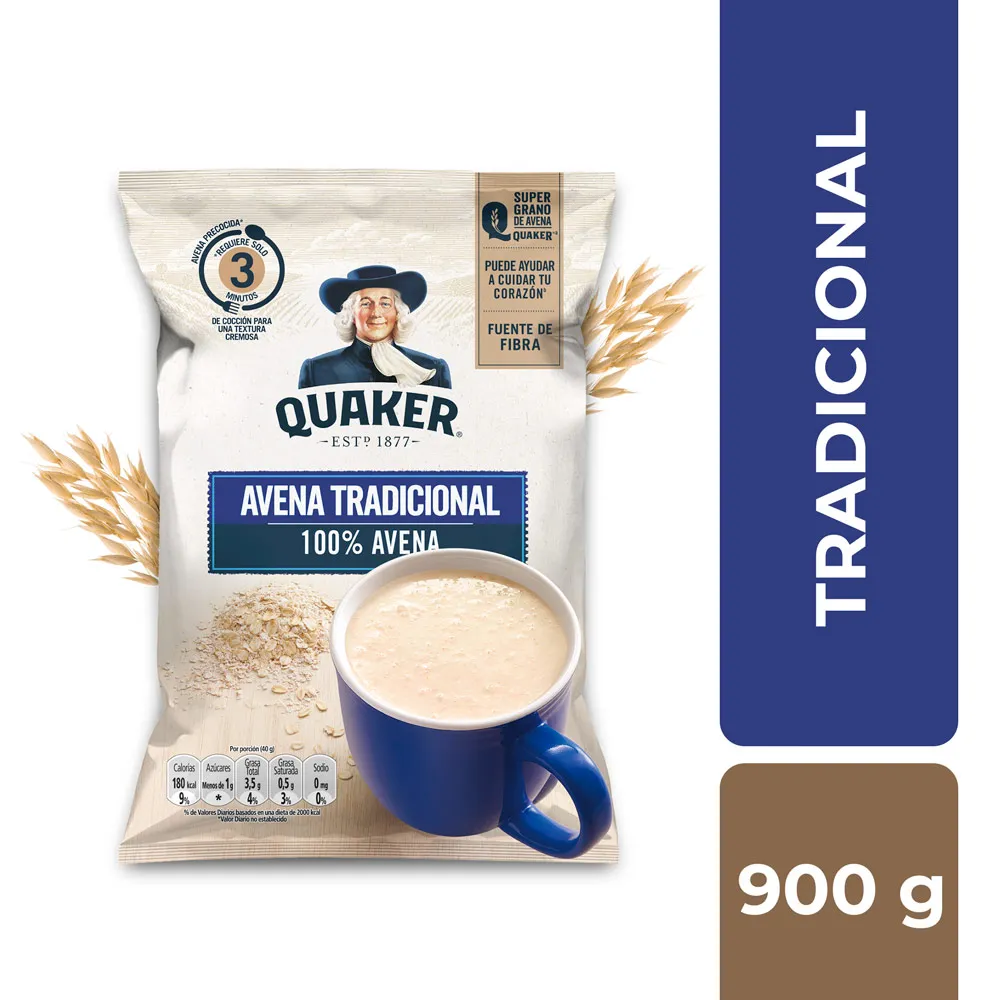 AVENA PRECOCIDA*
*REQUIERE SOLO
3
MINUTOS
DE COCCIÓN PARA
UNA TEXTURA
CREMOSA
SUPER
GRANO
DE AVENA
QUAKER
PUEDE AYUDAR
A CUIDAR TU
CORAZÓN
FUENTE DE
FIBRA
QUAKER®
ESTD 1877
AVENA TRADICIONAL
100% AVENA
Por porción (40 g)
Calorías
180 kcal
9%
Azúcares
Menos de 1g
*
Grasa
Total
3,5 g
4%
Grasa
Saturada
0,5 g
3%
Sodio
0 mg
0%
% de Valores Diarios basados en una dieta de 2000 kcal
*Valor Diario no establecido
TRADICIONAL
900 g